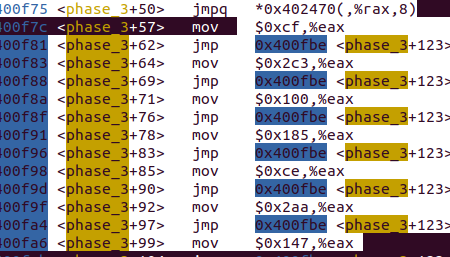 400f75 <phase_3+50> jmpq *0x402470(,%rax,8)
400f7c <phase_3+57> mov $0xcf,%eax
400f81 <phase_3+62> jmp 0x400fbe <phase_3+123>
400f83 <phase_3+64> mov $0x2c3,%eax
400f88 <phase_3+69> jmp 0x400fbe <phase_3+123>
400f8a <phase_3+71> mov $0x100,%eax
400f8f <phase_3+76> jmp 0x400fbe <phase_3+123>
400f91 <phase_3+78> mov $0x185,%eax
400f96 <phase_3+83> jmp 0x400fbe <phase_3+123>
400f98 <phase_3+85> mov $0xce,%eax
400f9d <phase_3+90> jmp 0x400fbe <phase_3+123>
400f9f <phase_3+92> mov $0x2aa,%eax
400fa4 <phase_3+97> jmp 0x400fbe <phase_3+123>
400fa6 <phase_3+99> mov $0x147,%eax